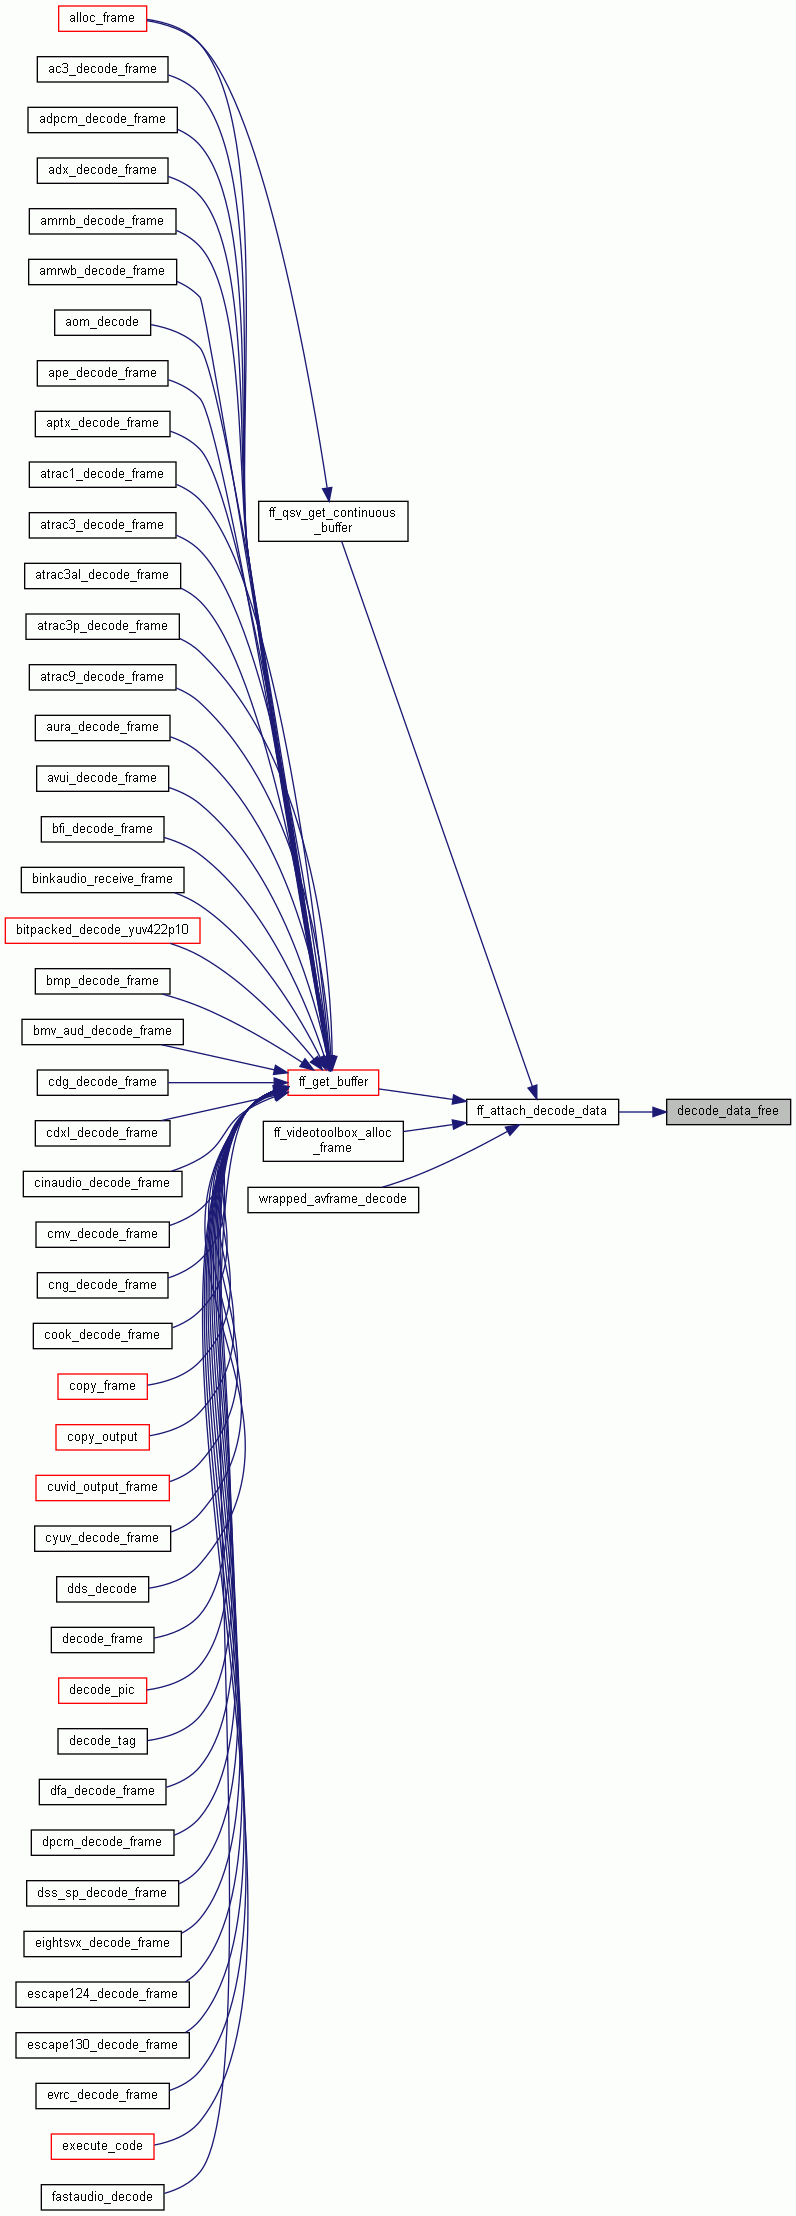 alloc_frame
ac3_decode_frame
adpcm_decode_frame
adx_decode_frame
amrnb_decode_frame
amrwb_decode_frame
aom_decode
ape_decode_frame
aptx_decode_frame
atrac1_decode_frame
atrac3_decode_frame
atrac3al_decode_frame
atrac3p_decode_frame
atrac9_decode_frame
aura_decode_frame
avui_decode_frame
bfi_decode_frame
binkaudio_receive_frame
bitpacked_decode_yuv422p10
bmp_decode_frame
bmv_aud_decode_frame
cdg_decode_frame
cdxl_decode_frame
cinaudio_decode_frame
cmv_decode_frame
cng_decode_frame
cook_decode_frame
copy_frame
copy_output
cuvid_output_frame
cyuv_decode_frame
dds_decode
decode_frame
decode_pic
decode_tag
dfa_decode_frame
dpcm_decode_frame
dss_sp_decode_frame
eightsvx_decode_frame
escape124_decode_frame
escape130_decode_frame
evrc_decode_frame
execute_code
fastaudio_decode
ff_qsv_get_continuous
_buffer
ff_get_buffer
ff_videotoolbox_alloc
_frame
wrapped_avframe_decode
ff_attach_decode_data
decode_data_free